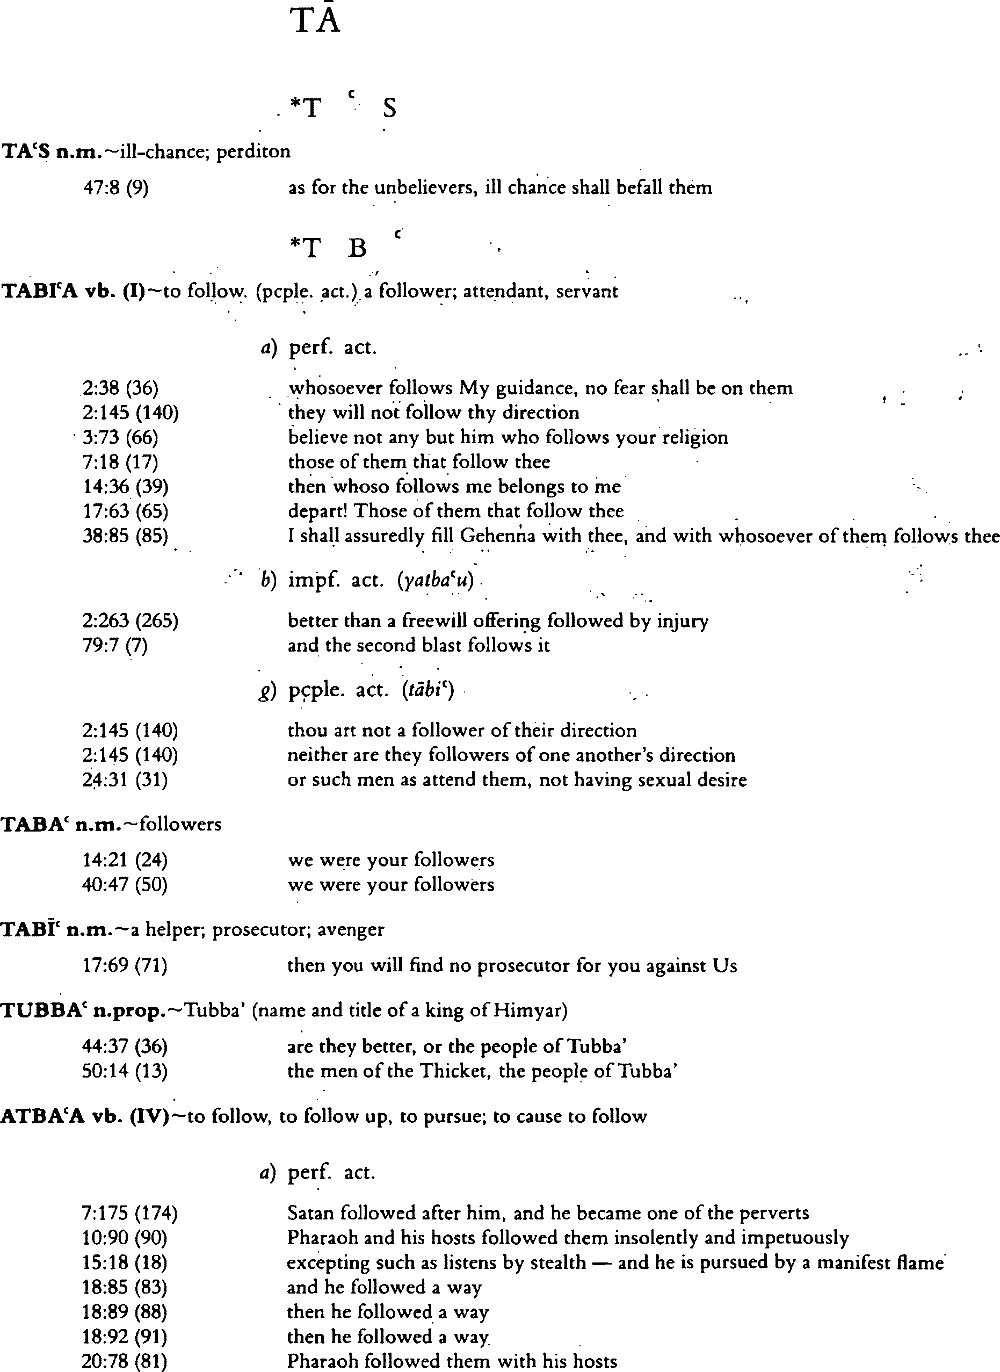 TĀ
*T ʿ S
TAʿS n.m.~ill-chance; perditon
47:8 (9) as for the unbelievers, ill chance shall befall them
*T B ʿ
TABIʿA vb. (I)~to follow. (pcple. act.) a follower; attendant, servant
a) perf. act.
2:38 (36) whosoever follows My guidance, no fear shall be on them
2:145 (140) they will not follow thy direction
3:73 (66) believe not any but him who follows your religion
7:18 (17) those of them that follow thee
14:36 (39) then whoso follows me belongs to me
17:63 (65) depart! Those of them that follow thee
38:85 (85) I shall assuredly fill Gehenna with thee, and with whosoever of them follows thee
b) impf. act. (yatbaʿu)
2:263 (265) better than a freewill offering followed by injury
79:7 (7) and the second blast follows it
g) pcple. act. (tābiʿ)
2:145 (140) thou art not a follower of their direction
2:145 (140) neither are they followers of one another's direction
24:31 (31) or such men as attend them, not having sexual desire
TABAʿ n.m.~followers
14:21 (24) we were your followers
40:47 (50) we were your followers
TABĪʿ n.m.~a helper; prosecutor; avenger
17:69 (71) then you will find no prosecutor for you against Us
TUBBAʿ n.prop.~Tubba' (name and title of a king of Himyar)
44:37 (36) are they better, or the people of Tubba'
50:14 (13) the men of the Thicket, the people of Tubba'
ATBAʿA vb. (IV)~to follow, to follow up, to pursue; to cause to follow
a) perf. act.
7:175 (174) Satan followed after him, and he became one of the perverts
10:90 (90) Pharaoh and his hosts followed them insolently and impetuously
15:18 (18) excepting such as listens by stealth — and he is pursued by a manifest flame
18:85 (83) and he followed a way
18:89 (88) then he followed a way
18:92 (91) then he followed a way
20:78 (81) Pharaoh followed them with his hosts